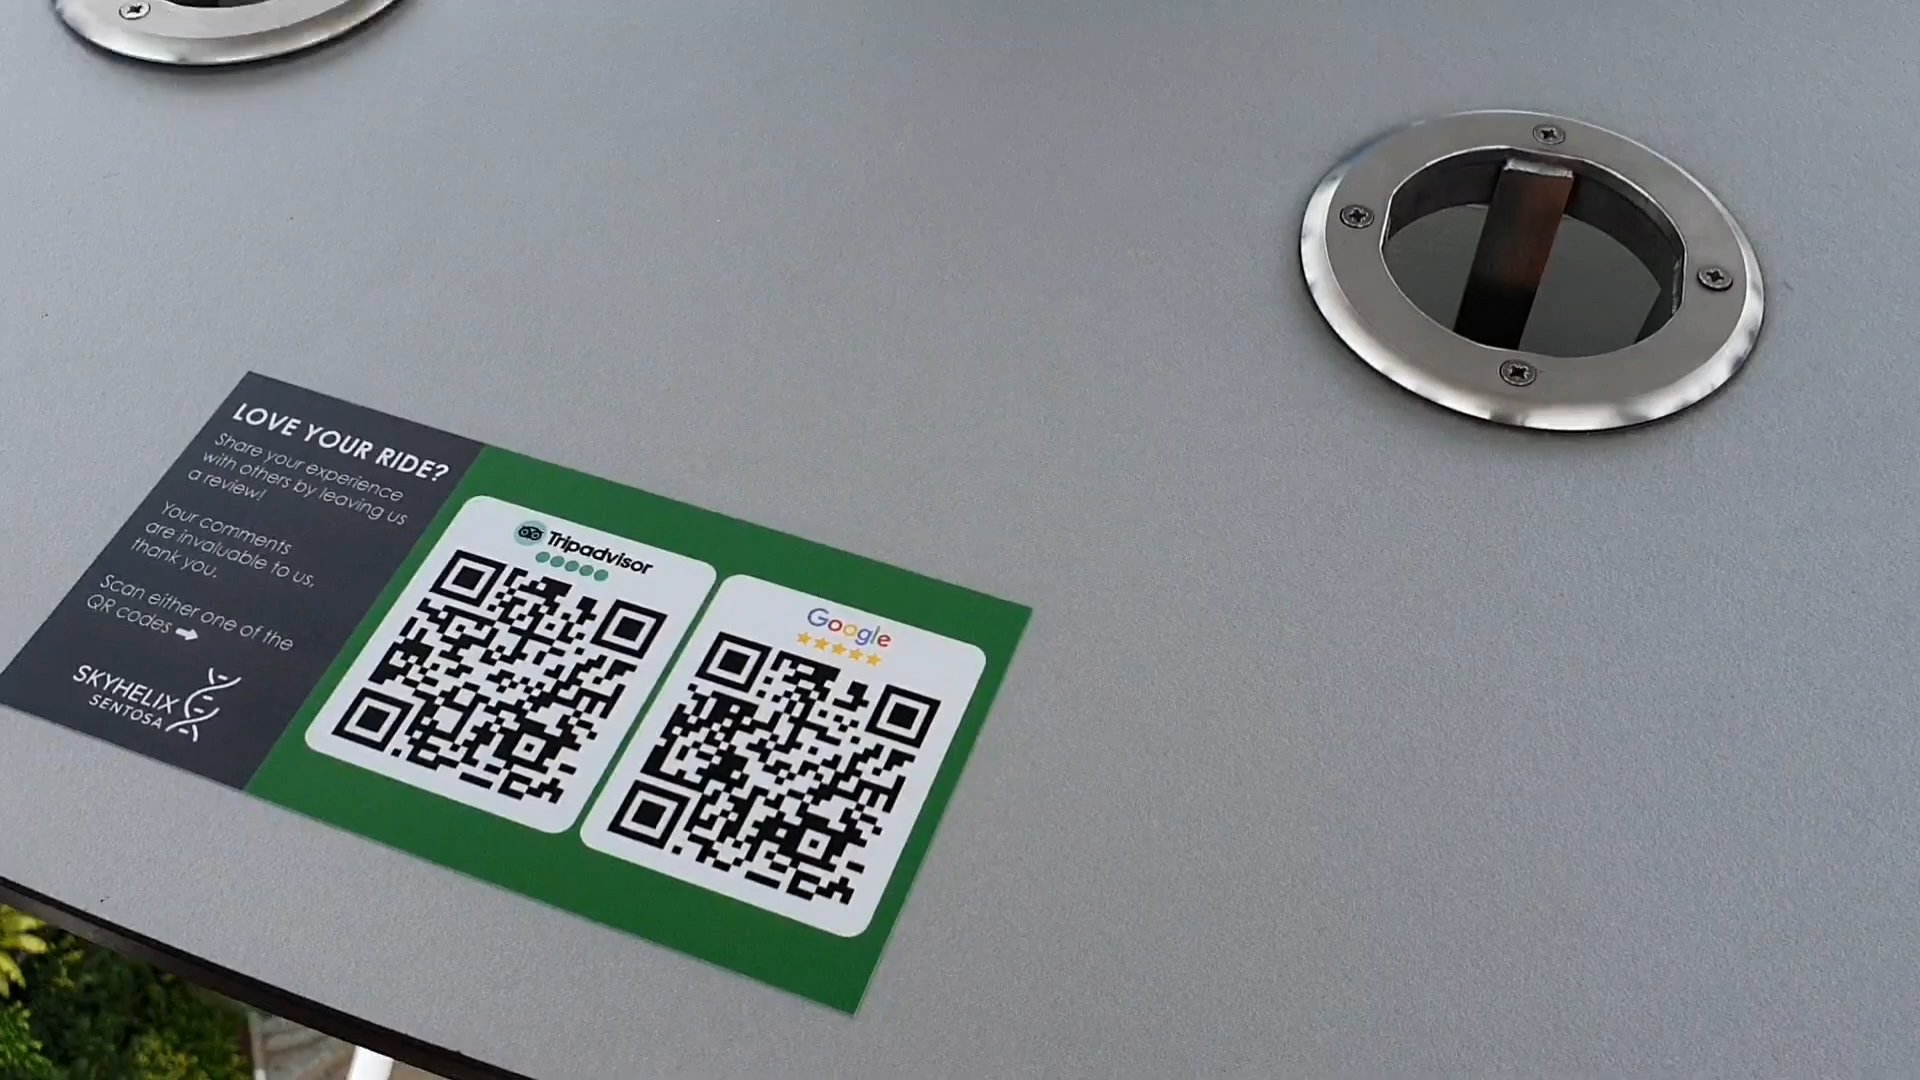 LOVE YOUR RIDE?
Share your experience
with others by leaving us
a review!
Your comments
are invaluable to us,
thank you.
Scan either one of the
QR codes
SKYHELIX
SENTOSA
Tripadvisor
Google